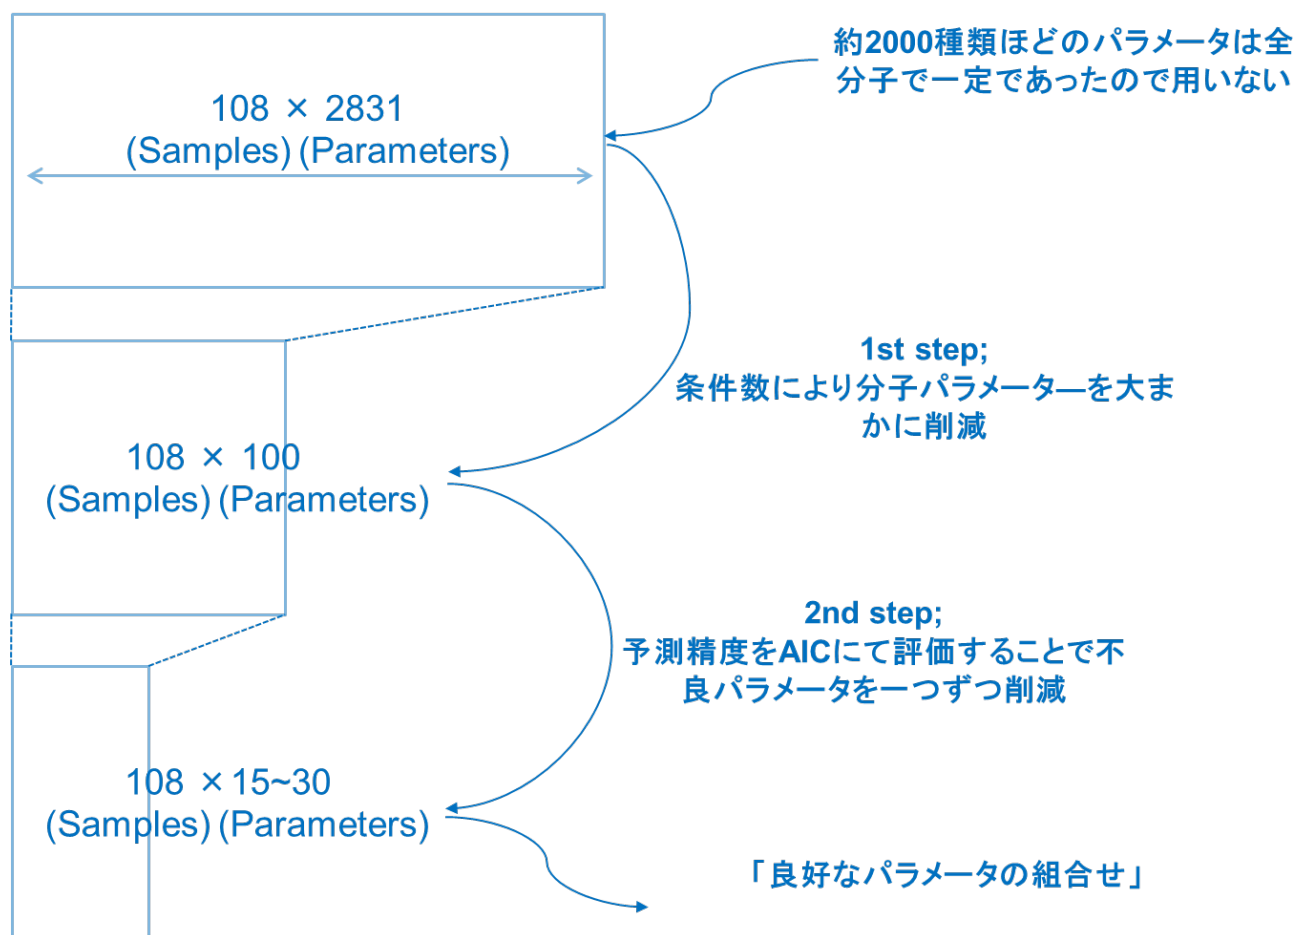 約2000種類ほどのパラメータは全
分子で一定であったので用いない
108 × 2831
(Samples) (Parameters)
1st step;
条件数により分子パラメータ―を大ま
かに削減
108 × 100
(Samples) (Parameters)
2nd step;
予測精度をAICにて評価することで不
良パラメータを一つずつ削減
108 ×15~30
(Samples) (Parameters)
「良好なパラメータの組合せ」